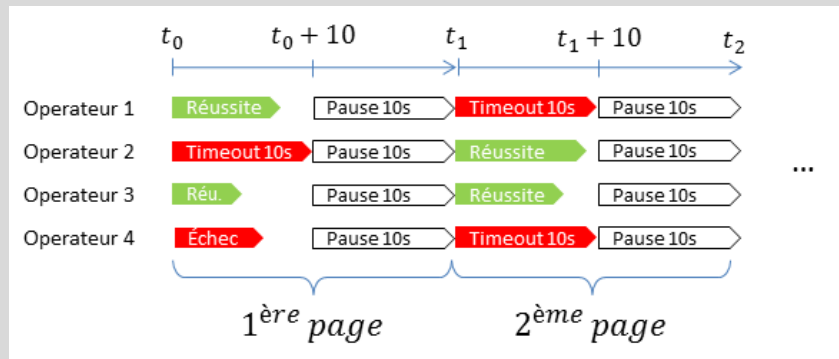 t₀ t₀ + 10 t₁ t₁ + 10 t₂
Operateur 1 Réussite Pause 10s Timeout 10s Pause 10s
Operateur 2 Timeout 10s Pause 10s Réussite Pause 10s
...
Operateur 3 Réu. Pause 10s Réussite Pause 10s
Operateur 4 Échec Pause 10s Timeout 10s Pause 10s
1ère page 2ème page